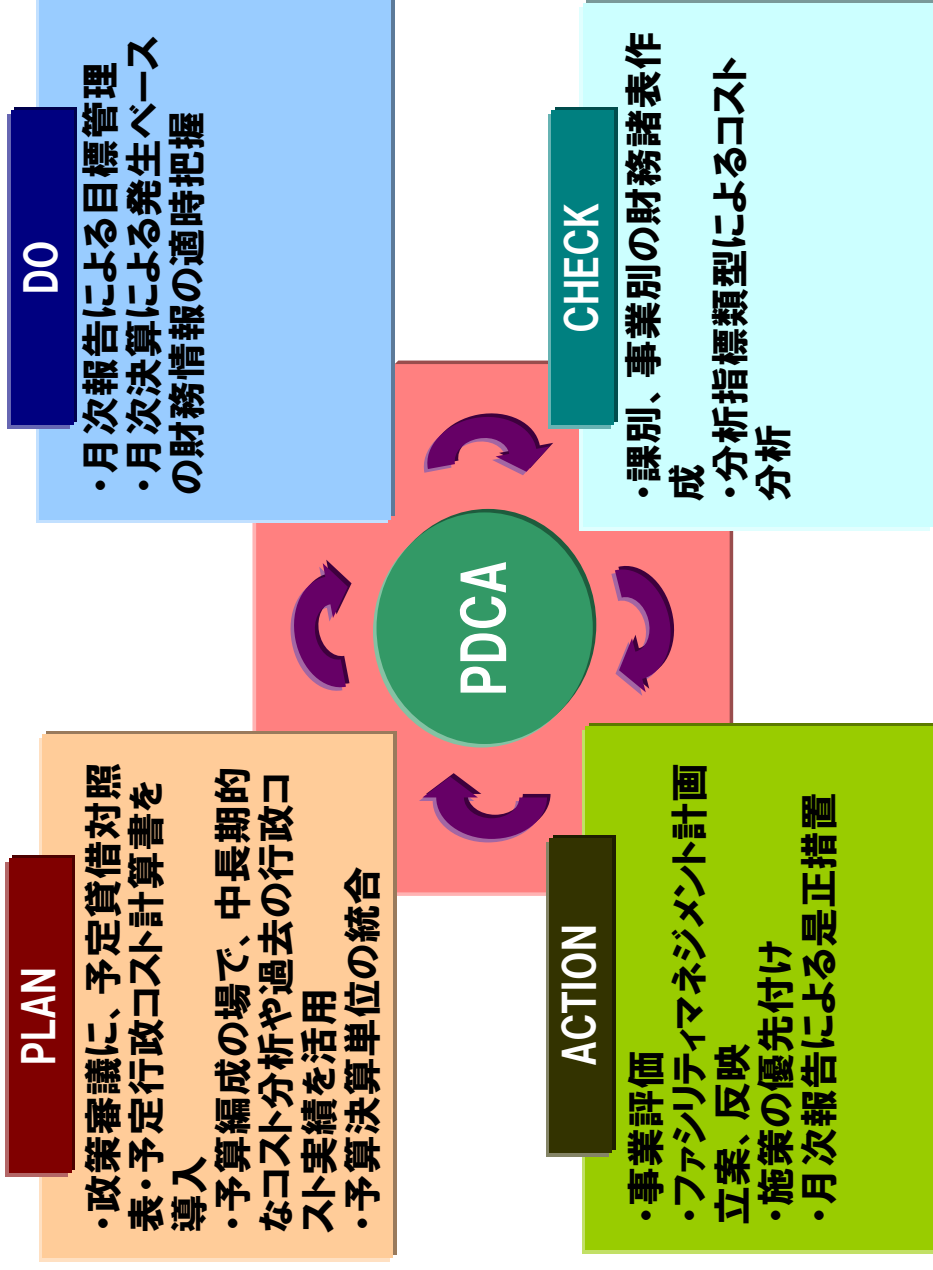 PLAN
・政策審議に、予定貸借対照
表・予定行政コスト計算書を
導入
・予算編成の場で、中長期的
なコスト分析や過去の行政コ
スト実績を活用
・予算決算単位の統合
DO
・月次報告による目標管理
・月次決算による発生ベース
の財務情報の適時把握
PDCA
ACTION
・事業評価
・ファシリティマネジメント計画
立案、反映
・施策の優先付け
・月次報告による是正措置
CHECK
・課別、事業別の財務諸表作
成
・分析指標類型によるコスト
分析